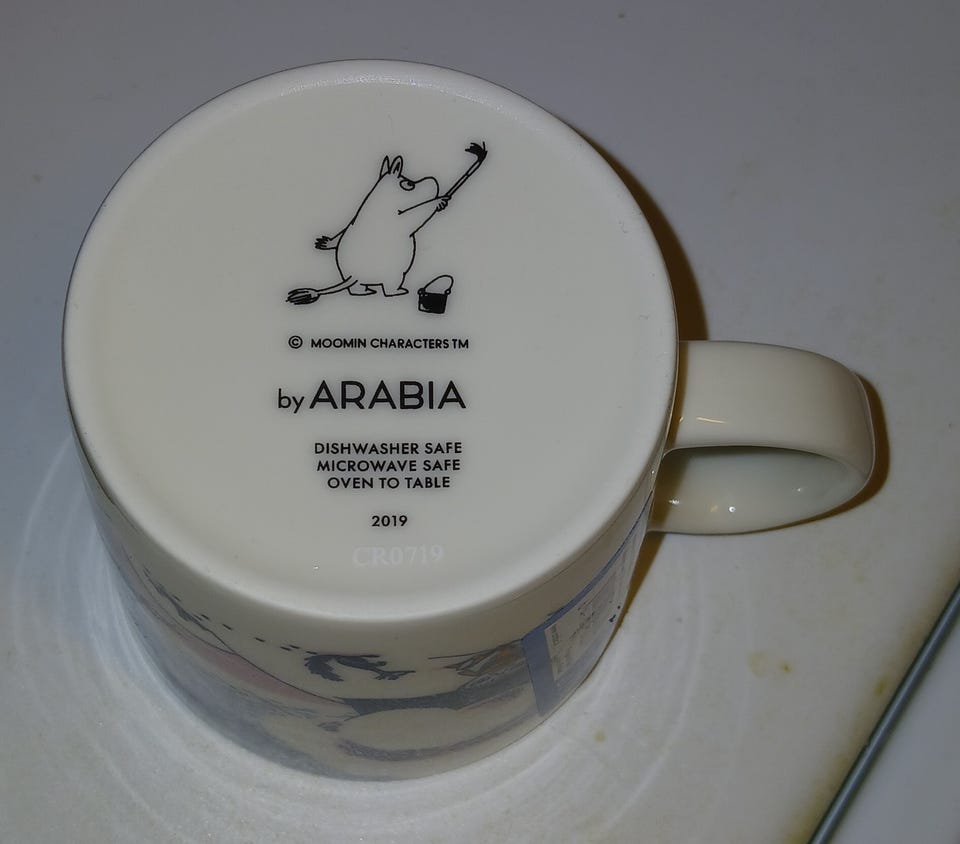 © MOOMIN CHARACTERS TM
by ARABIA
DISHWASHER SAFE
MICROWAVE SAFE
OVEN TO TABLE
2019
CR0719